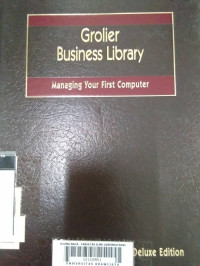 Grolier
Business Library
Managing Your First Computer
Deluxe Edition